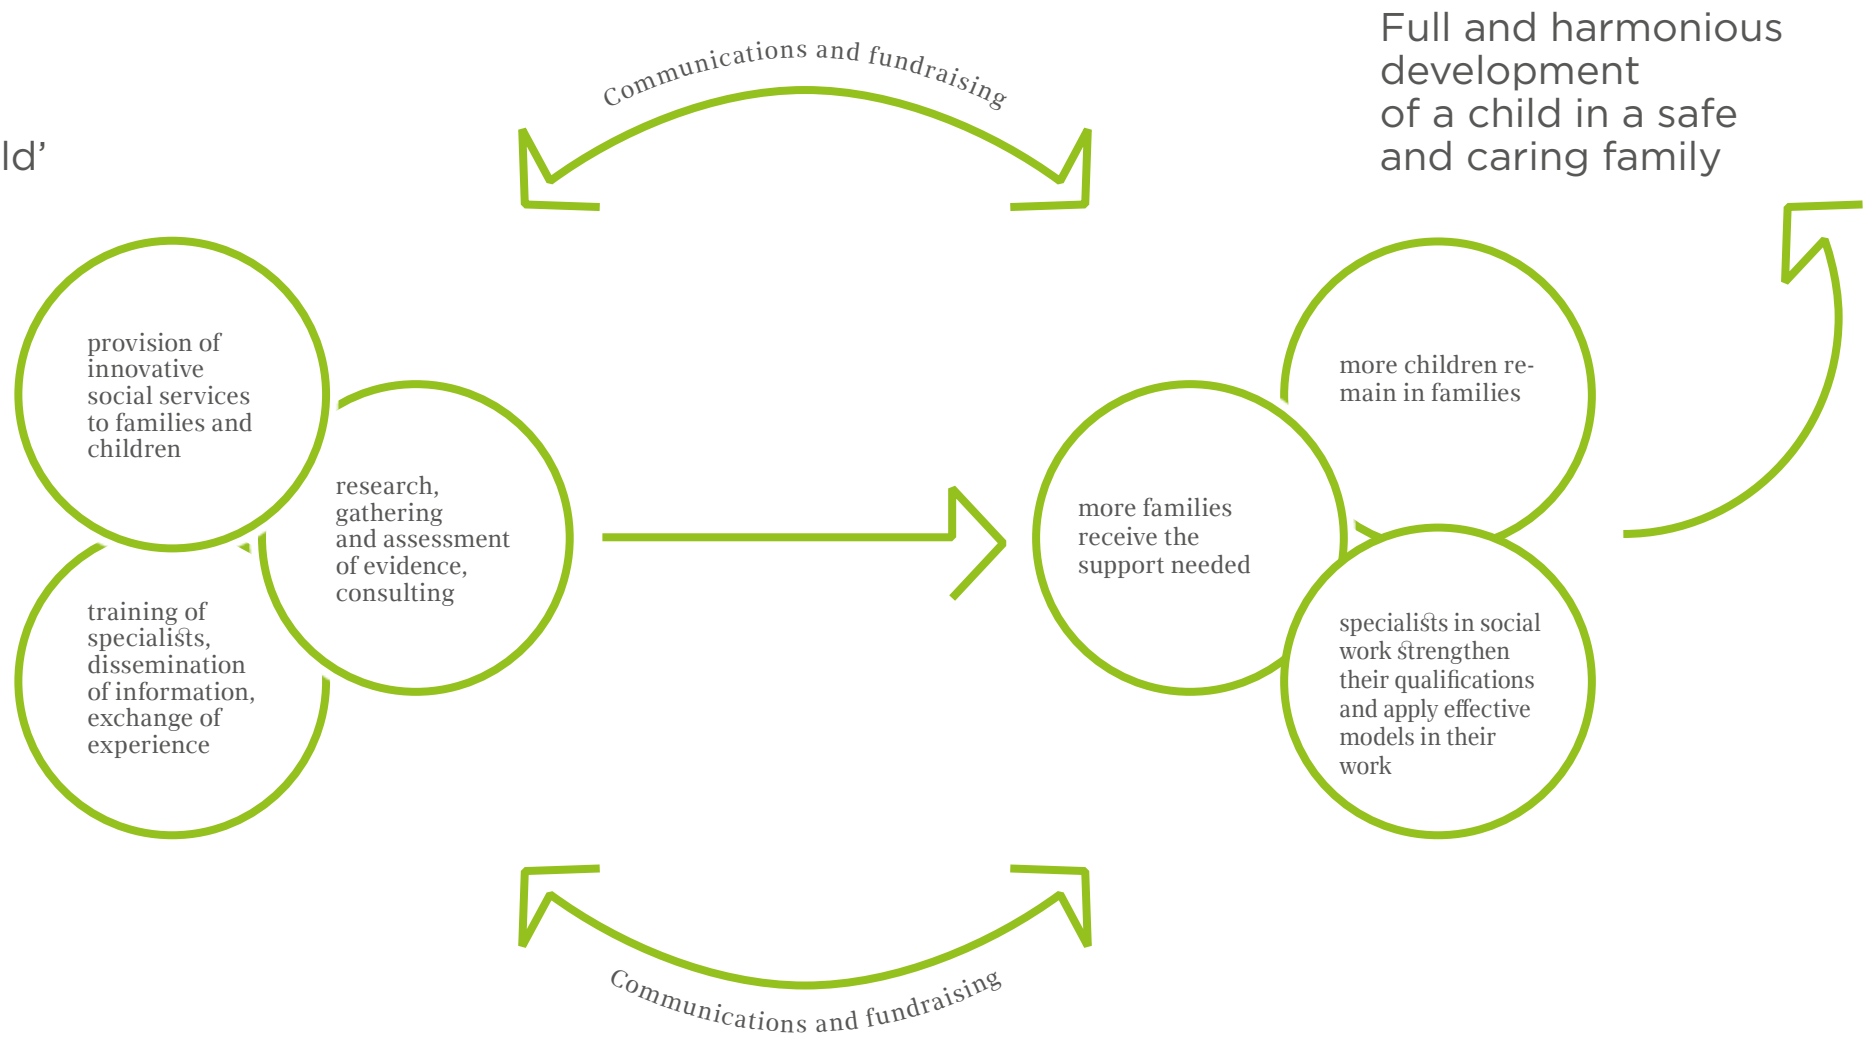 Communications and fundraising
Full and harmonious
development
of a child in a safe
and caring family
ld’
provision of
innovative
social services
to families and
children
research,
gathering
and assessment
of evidence,
consulting
training of
specialists,
dissemination
of information,
exchange of
experience
more children re-
main in families
more families
receive the
support needed
specialists in social
work strengthen
their qualifications
and apply effective
models in their
work
Communications and fundraising